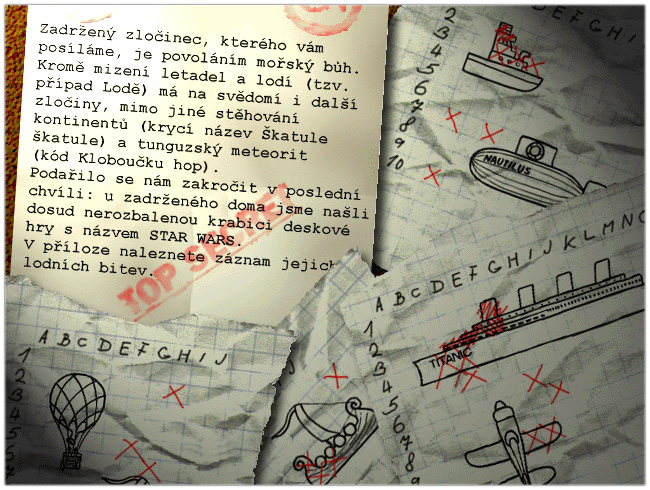 Zadržený zločinec, kterého vám
posíláme, je povoláním mořský bůh.
Kromě mizení letadel a lodí (tzv.
případ Lodě) má na svědomí i další
zločiny, mimo jiné stěhování
kontinentů (krycí název Škatule
škatule) a tunguzský meteorit
(kód Kloboučku hop).
Podařilo se nám zakročit v poslední
chvíli: u zadrženého doma jsme našli
dosud nerozbalenou krabici deskové
hry s názvem STAR WARS.
V příloze naleznete záznam jejich
lodních bitev.
TOP SECRET
D E F G H I J
2
3
4
5
6
7
8
9
10
NAUTILUS
A B C D E F G H I J K L M N O
1
2
3
4
5
6
7
8
TITANIC
A B C D E F G H I J
1
2
3
4
5